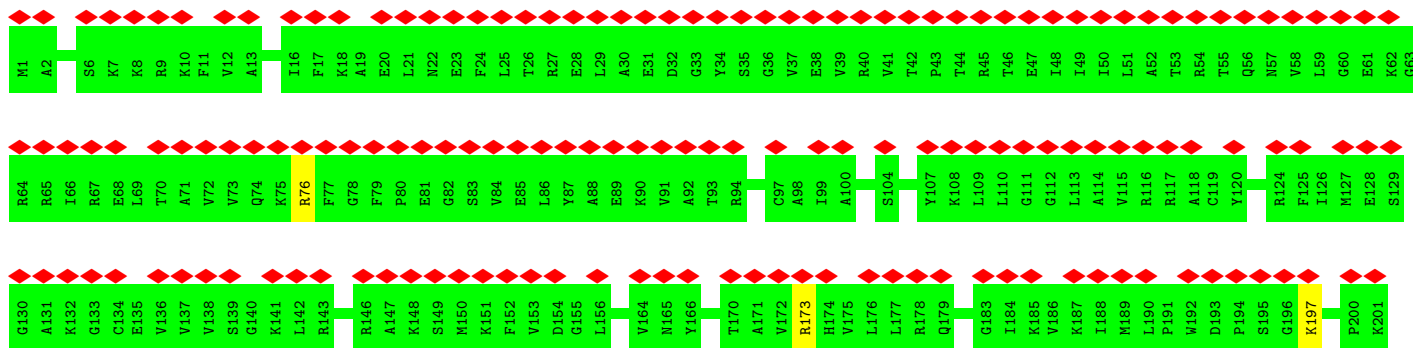 M1 A2 S6 K7 K8 R9 K10 F11 V12 A13 I16 F17 K18 A19 E20 L21 N22 E23 F24 L25 T26 R27 E28 L29 A30 E31 D32 G33 Y34 S35 G36 V37 E38 V39 R40 V41 T42 P43 T44 R45 T46 E47 I48 I49 I50 L51 A52 T53 R54 T55 Q56 N57 V58 L59 G60 E61 K62 G63
R64 R65 I66 R67 E68 L69 T70 A71 V72 V73 Q74 K75 R76 F77 G78 F79 P80 E81 G82 S83 V84 E85 L86 Y87 A88 E89 K90 V91 A92 T93 R94 C97 A98 I99 A100 S104 Y107 K108 L109 L110 G111 G112 L113 A114 V115 R116 R117 A118 C119 Y120 R124 F125 I126 M127 E128 S129
G130 A131 K132 G133 C134 E135 V136 V137 V138 S139 G140 K141 L142 R143 R146 A147 K148 S149 M150 K151 F152 V153 D154 G155 L156 V164 N165 Y166 T170 A171 V172 R173 H174 V175 L176 L177 R178 Q179 G183 I184 K185 V186 K187 I188 M189 L190 P191 W192 D193 P194 S195 G196 K197 P200 K201